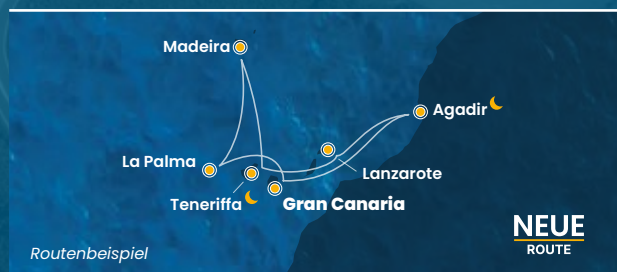 Madeira
Agadir
La Palma
Lanzarote
Teneriffa
Gran Canaria
NEUE
ROUTE
Routenbeispiel